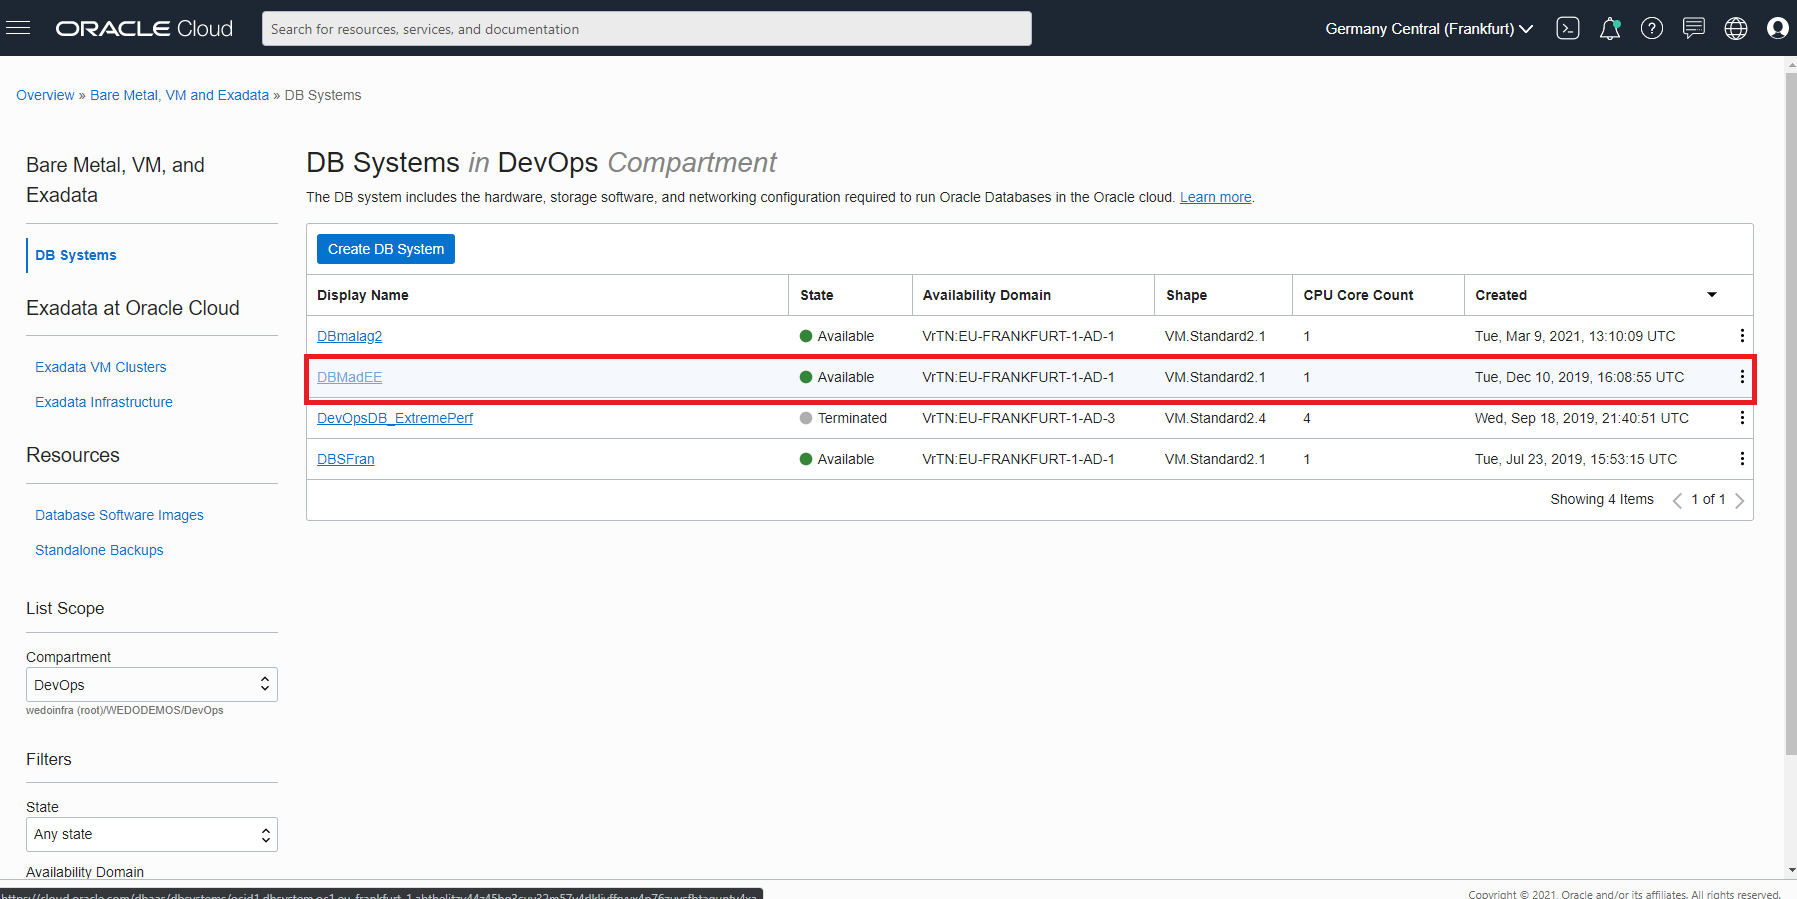 ORACLE Cloud
Search for resources, services, and documentation
Germany Central (Frankfurt)
Overview » Bare Metal, VM and Exadata » DB Systems
Bare Metal, VM, and
Exadata
DB Systems
Exadata at Oracle Cloud
Exadata VM Clusters
Exadata Infrastructure
Resources
Database Software Images
Standalone Backups
List Scope
Compartment
DevOps
wedoinfra (root)/WEDODEMOS/DevOps
Filters
State
Any state
Availability Domain
DB Systems in DevOps Compartment
The DB system includes the hardware, storage software, and networking configuration required to run Oracle Databases in the Oracle cloud. Learn more.
Create DB System
Display Name State Availability Domain Shape CPU Core Count Created
DBmalag2 Available VrTN:EU-FRANKFURT-1-AD-1 VM.Standard2.1 1 Tue, Mar 9, 2021, 13:10:09 UTC
DBMadEE Available VrTN:EU-FRANKFURT-1-AD-1 VM.Standard2.1 1 Tue, Dec 10, 2019, 16:08:55 UTC
DevOpsDB_ExtremePerf Terminated VrTN:EU-FRANKFURT-1-AD-3 VM.Standard2.4 4 Wed, Sep 18, 2019, 21:40:51 UTC
DBSFran Available VrTN:EU-FRANKFURT-1-AD-1 VM.Standard2.1 1 Tue, Jul 23, 2019, 15:53:15 UTC
Showing 4 Items 1 of 1
Copyright © 2021, Oracle and/or its affiliates. All rights reserved.